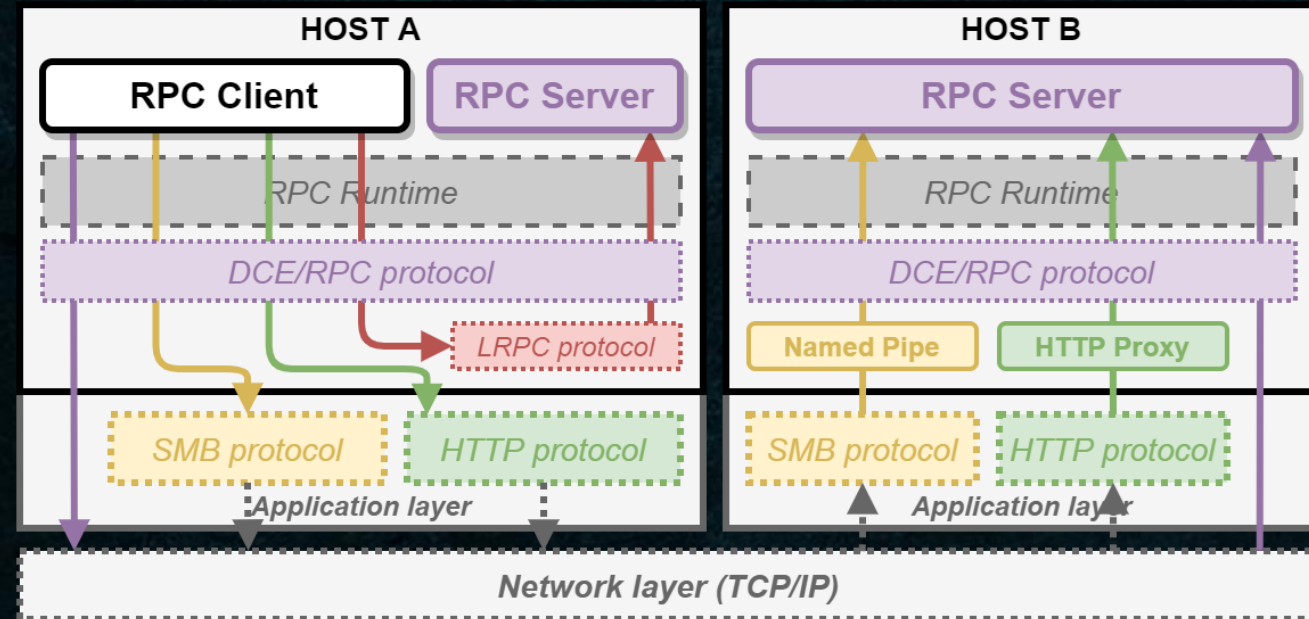 HOST A
RPC Client
RPC Server
RPC Runtime
DCE/RPC protocol
LRPC protocol
SMB protocol
HTTP protocol
Application layer
HOST B
RPC Server
RPC Runtime
DCE/RPC protocol
Named Pipe
HTTP Proxy
SMB protocol
HTTP protocol
Application layer
Network layer (TCP/IP)